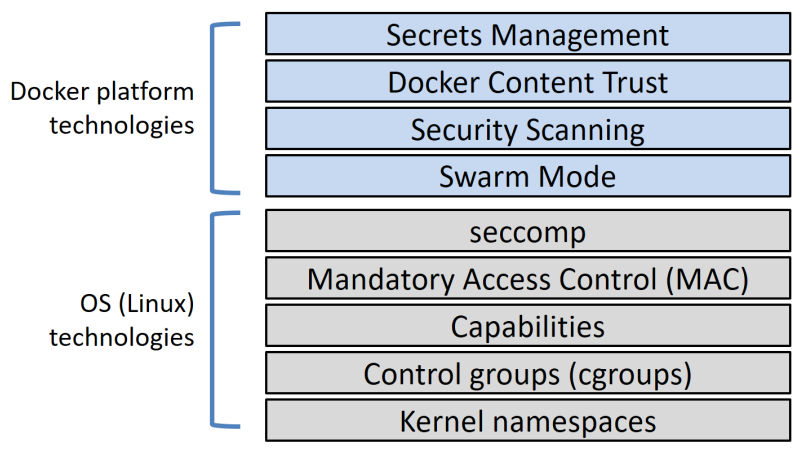 Docker platform
technologies
Secrets Management
Docker Content Trust
Security Scanning
Swarm Mode
OS (Linux)
technologies
seccomp
Mandatory Access Control (MAC)
Capabilities
Control groups (cgroups)
Kernel namespaces